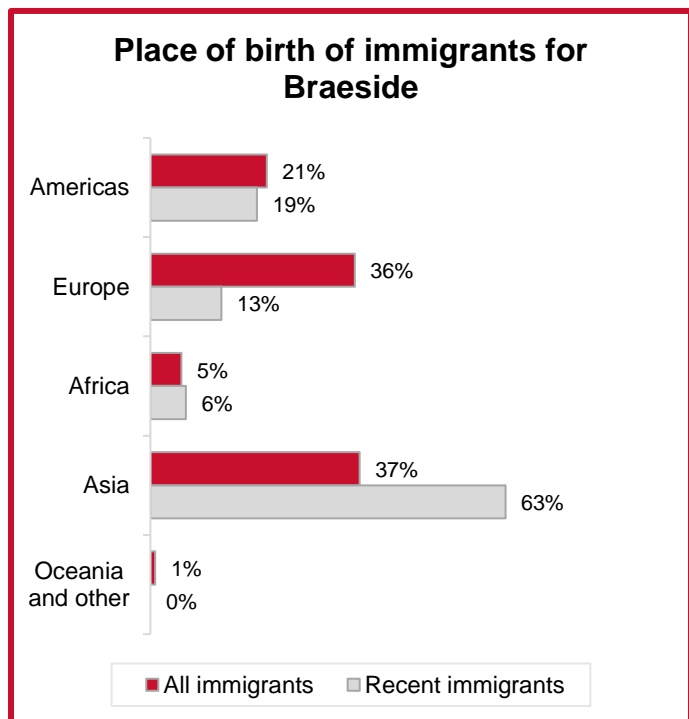 Place of birth of immigrants for
Braeside
Americas
21%
19%
Europe
36%
13%
Africa
5%
6%
Asia
37%
63%
Oceania
and other
1%
0%
All immigrants
Recent immigrants